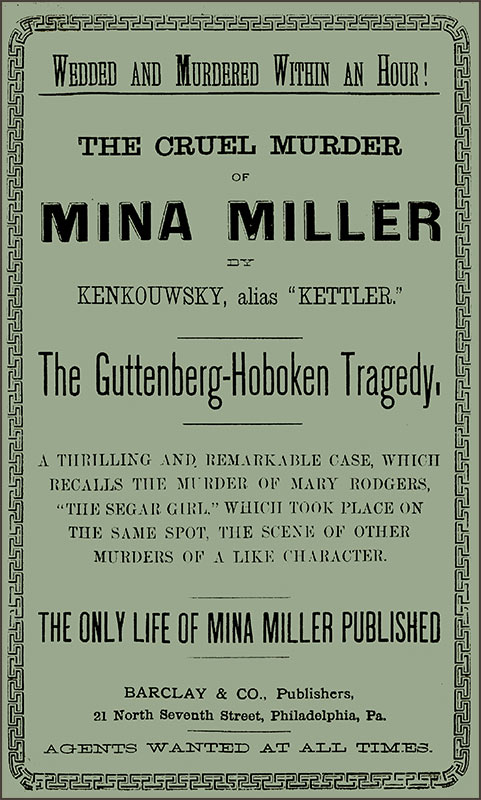 WEDDED AND MURDERED WITHIN AN HOUR!
THE CRUEL MURDER
OF
MINA MILLER
BY
KENKOUWSKY, alias "KETTLER."
The Guttenberg-Hoboken Tragedy.
A THRILLING AND REMARKABLE CASE, WHICH
RECALLS THE MURDER OF MARY RODGERS,
"THE SEGAR GIRL," WHICH TOOK PLACE ON
THE SAME SPOT, THE SCENE OF OTHER
MURDERS OF A LIKE CHARACTER.
THE ONLY LIFE OF MINA MILLER PUBLISHED
BARCLAY & CO., Publishers,
21 North Seventh Street, Philadelphia, Pa.
AGENTS WANTED AT ALL TIMES.